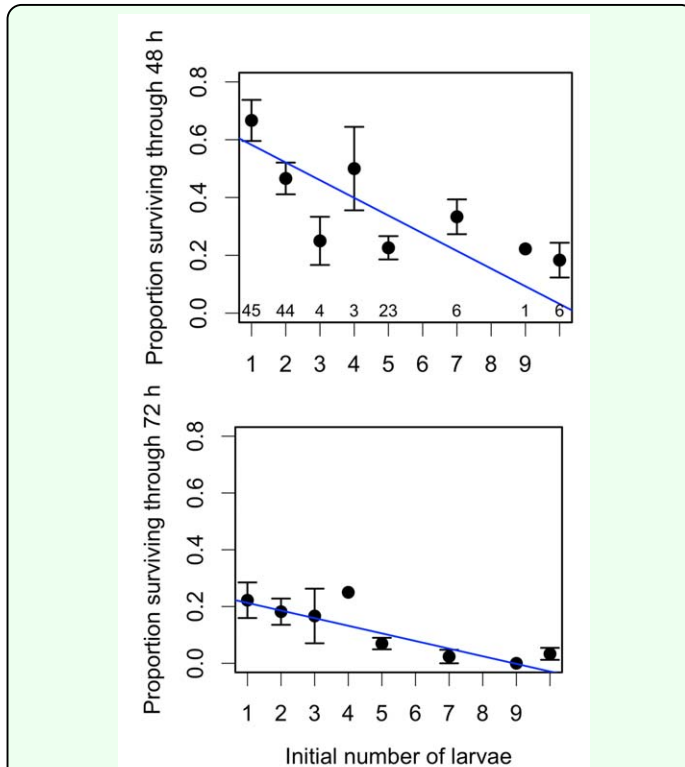 Proportion surviving through 48 h
0.8
0.6
0.4
0.2
0.0
45 44 4 3 23 6 1 6
1 2 3 4 5 6 7 8 9
Proportion surviving through 72 h
0.8
0.4
0.2
0.0
1 2 3 4 5 6 7 8 9
Initial number of larvae